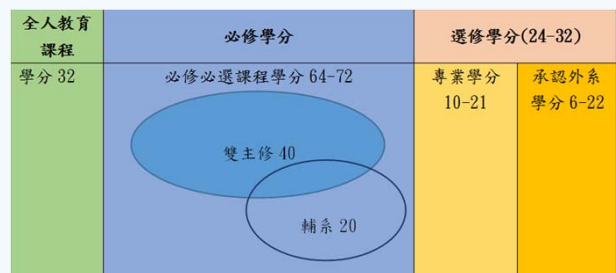 全人教育
課程
必修學分
選修學分(24-32)
學分 32
必修必選課程學分 64-72
專業學分
10-21
承認外系
學分 6-22
雙主修 40
輔系 20